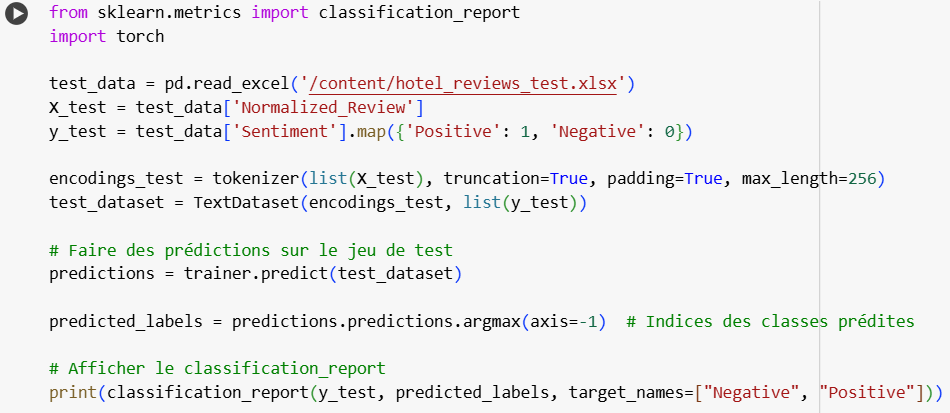 from sklearn.metrics import classification_report
import torch
test_data = pd.read_excel('/content/hotel_reviews_test.xlsx')
X_test = test_data['Normalized_Review']
y_test = test_data['Sentiment'].map({'Positive': 1, 'Negative': 0})
encodings_test = tokenizer(list(X_test), truncation=True, padding=True, max_length=256)
test_dataset = TextDataset(encodings_test, list(y_test))
# Faire des prédictions sur le jeu de test
predictions = trainer.predict(test_dataset)
predicted_labels = predictions.predictions.argmax(axis=-1)  # Indices des classes prédites
# Afficher le classification_report
print(classification_report(y_test, predicted_labels, target_names=["Negative", "Positive"]))